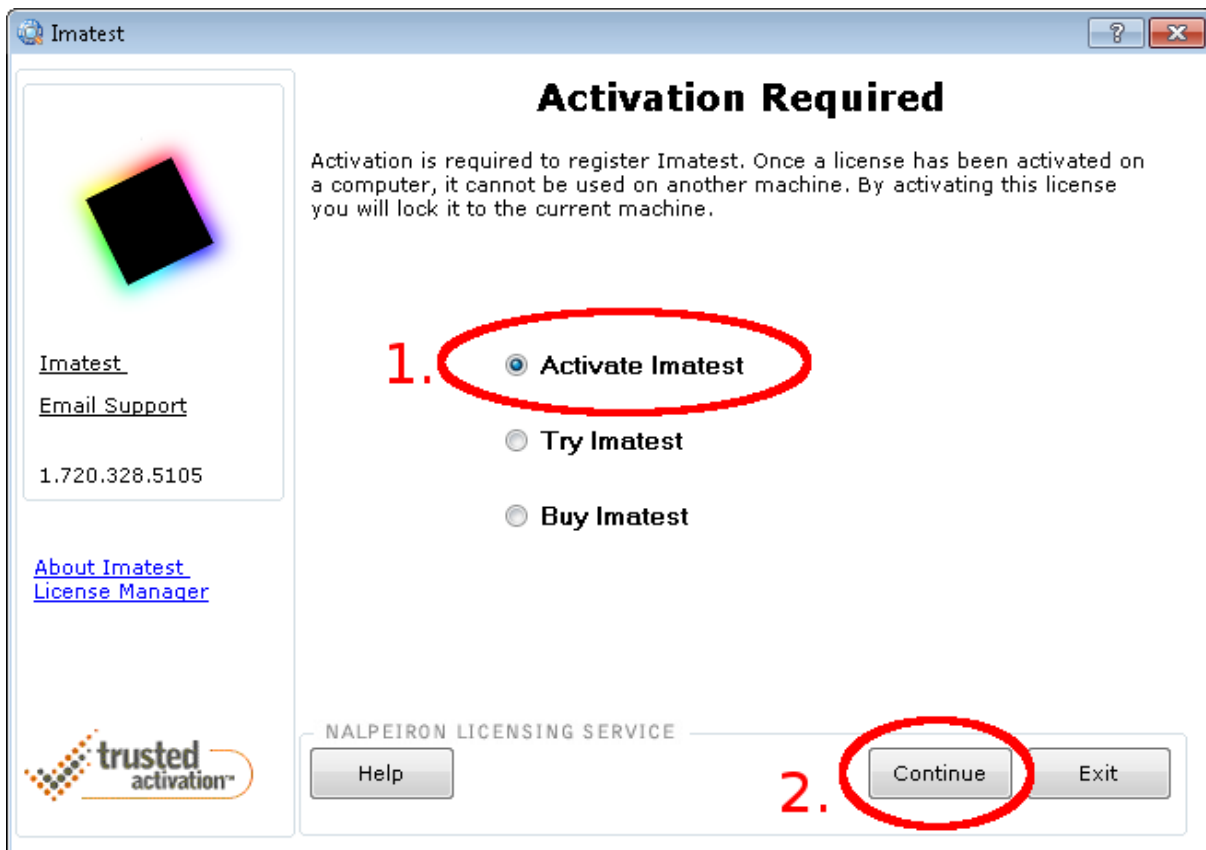 Imatest
Activation Required
Activation is required to register Imatest. Once a license has been activated on
a computer, it cannot be used on another machine. By activating this license
you will lock it to the current machine.
Imatest
Email Support
1.720.328.5105
About Imatest
License Manager
trusted
activation™
1.
Activate Imatest
Try Imatest
Buy Imatest
NALPEIRON LICENSING SERVICE
Help
2.
Continue
Exit